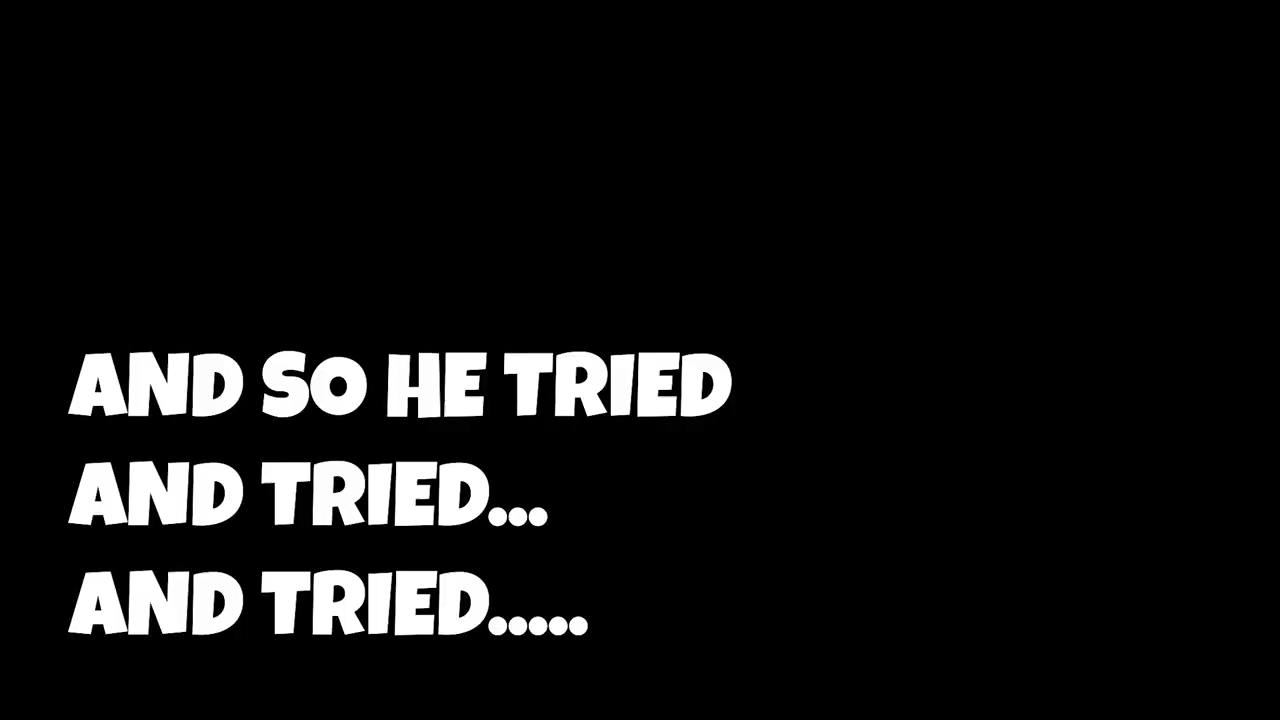 AND SO HE TRIED
AND TRIED...
AND TRIED.....